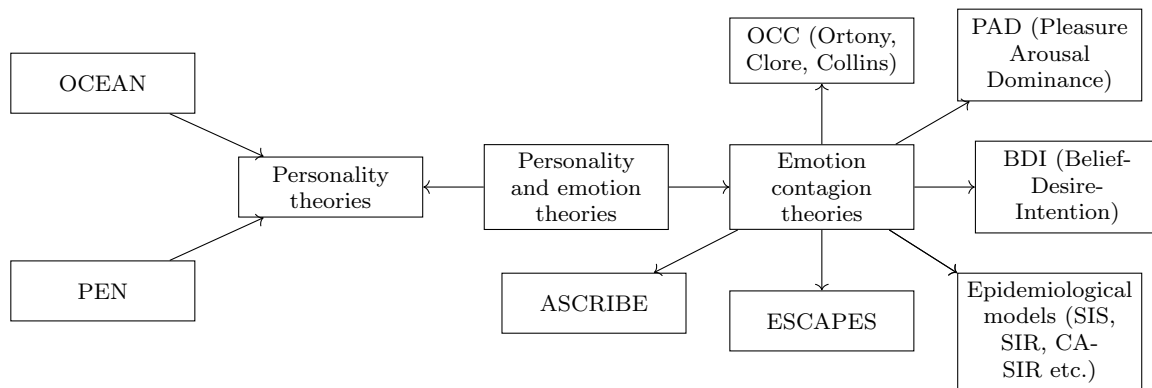 OCEAN
PEN
Personality
theories
Personality
and emotion
theories
OCC (Ortony,
Clore, Collins)
PAD (Pleasure
Arousal
Dominance)
Emotion
contagion
theories
BDI (Belief-
Desire-
Intention)
ASCRIBE
ESCAPES
Epidemiological
models (SIS,
SIR, CA-
SIR etc.)